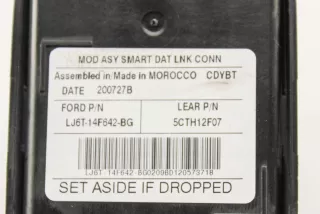 MOD ASY SMART DAT LNK CONN
Assembled in/Made in MOROCCO CDYBT
DATE 200727B
FORD P/N LEAR P/N
LJ6T-14F642-BG 5CTH12F07
SET ASIDE IF DROPPED